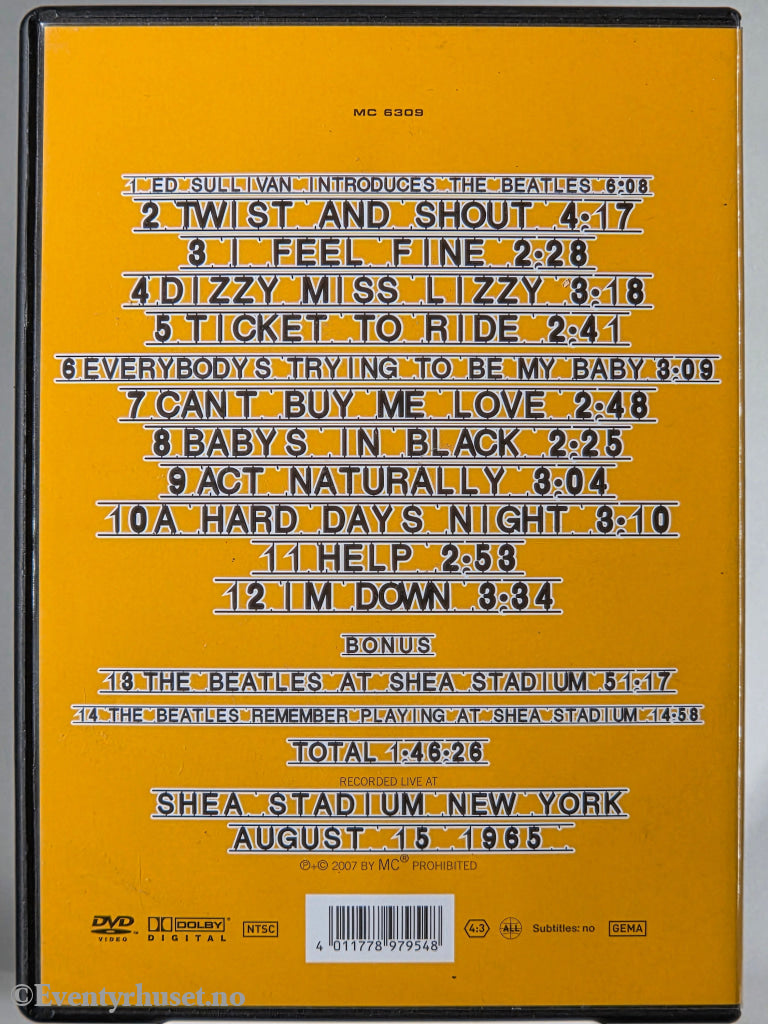 MC 6309
1 ED SULLIVAN INTRODUCES THE BEATLES 6:08
2 TWIST AND SHOUT 4:17
3 I FEEL FINE 2:28
4 DIZZY MISS LIZZY 3:18
5 TICKET TO RIDE 2:41
6 EVERYBODYS TRYING TO BE MY BABY 3:09
7 CANT BUY ME LOVE 2:48
8 BABYS IN BLACK 2:25
9 ACT NATURALLY 3:04
10 A HARD DAYS NIGHT 3:10
11 HELP 2:53
12 IM DOWN 3:34
BONUS
13 THE BEATLES AT SHEA STADIUM 51:17
14 THE BEATLES REMEMBER PLAYING AT SHEA STADIUM 14:58
TOTAL 1:46:26
RECORDED LIVE AT
SHEA STADIUM NEW YORK
AUGUST 15 1965
℗+© 2007 BY MC® PROHIBITED
DVD VIDEO
DOLBY DIGITAL
NTSC
4 011778 979548
4:3
ALL
Subtitles: no
GEMA
©Eventyrhuset.no